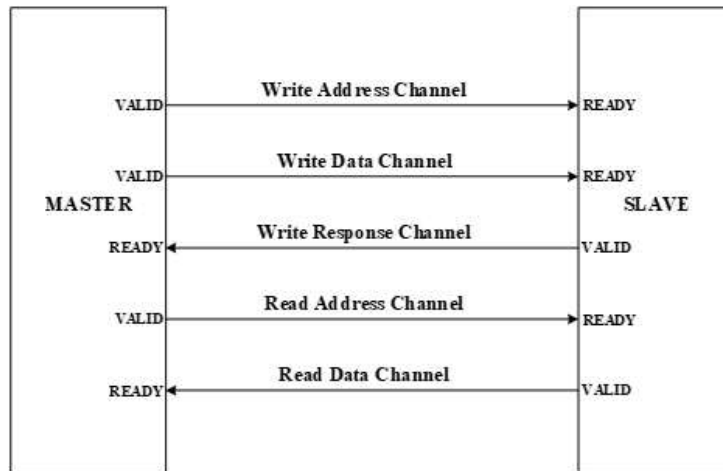 Write Address Channel
VALID READY
Write Data Channel
VALID READY
MASTER SLAVE
Write Response Channel
READY VALID
Read Address Channel
VALID READY
Read Data Channel
READY VALID